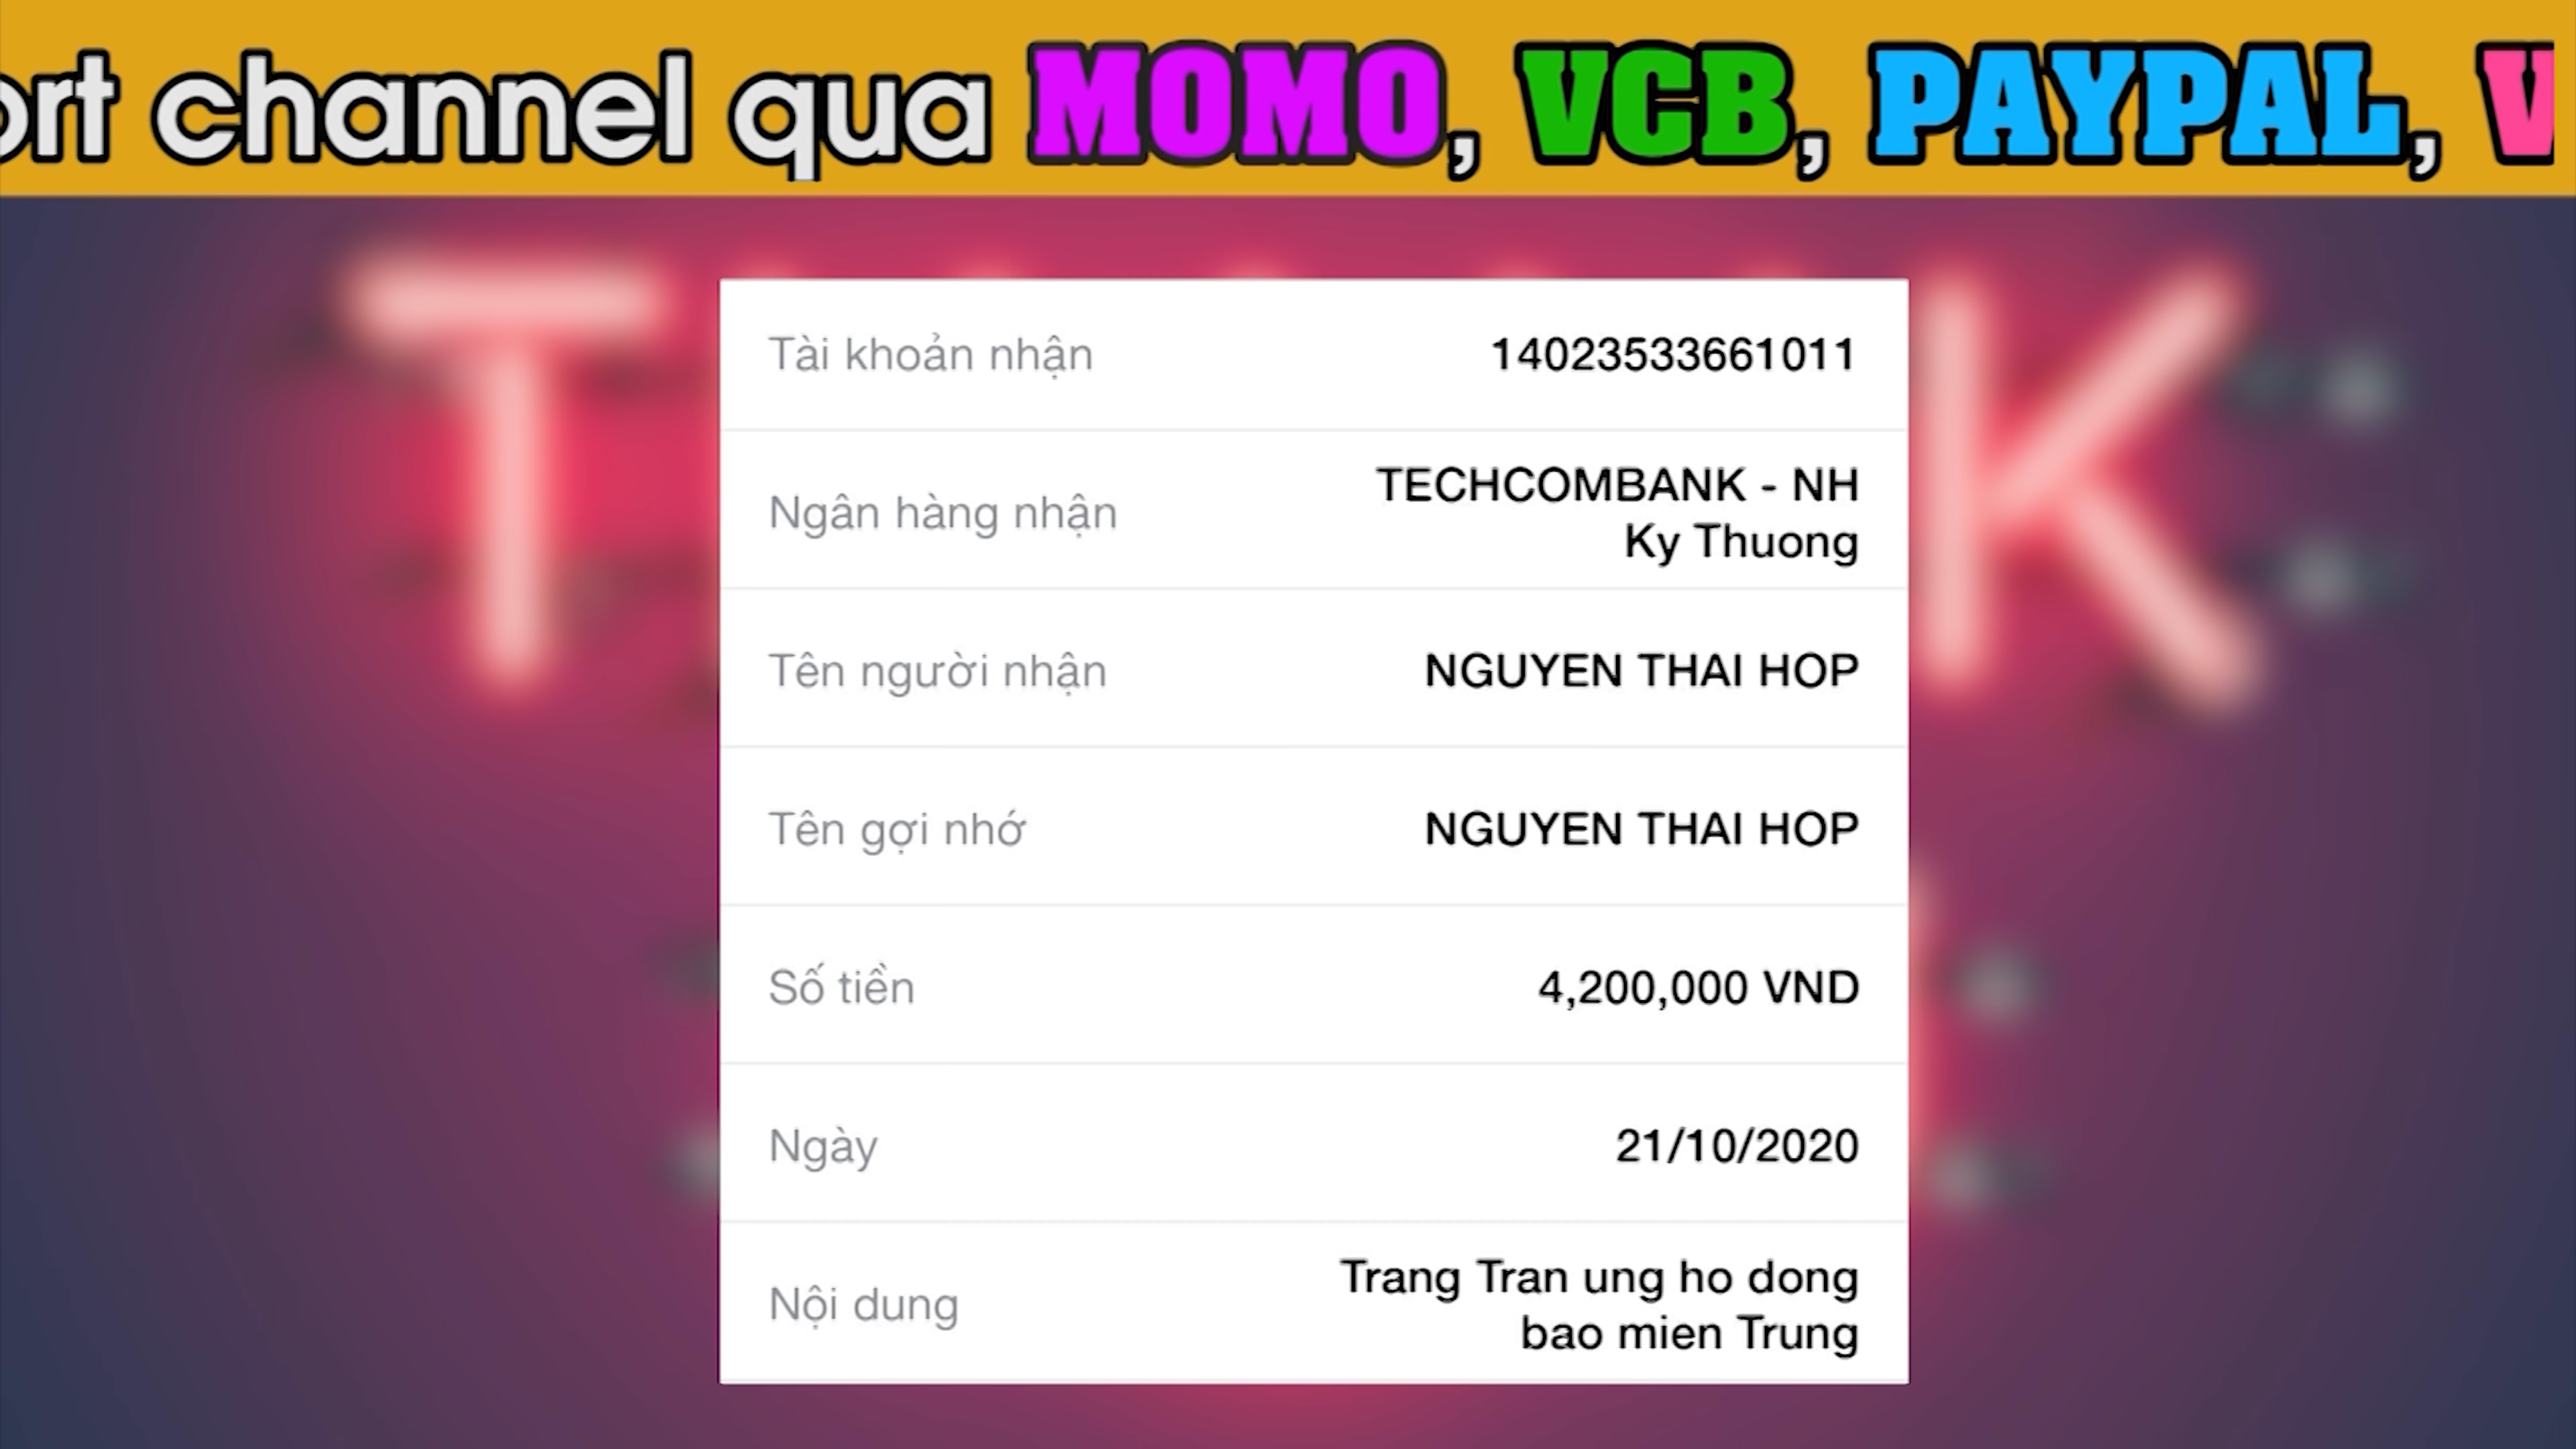 ort channel qua MOMO, VCB, PAYPAL, V
T K
Tài khoản nhận 14023533661011
Ngân hàng nhận TECHCOMBANK - NH
Ky Thuong
Tên người nhận NGUYEN THAI HOP
Tên gợi nhớ NGUYEN THAI HOP
Số tiền 4,200,000 VND
Ngày 21/10/2020
Nội dung Trang Tran ung ho dong
bao mien Trung